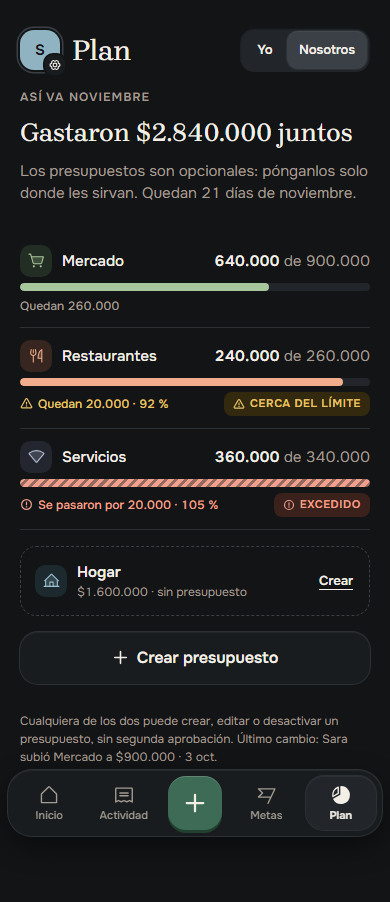 S
Plan
Yo
Nosotros
ASÍ VA NOVIEMBRE
Gastaron $2.840.000 juntos
Los presupuestos son opcionales: pónganlos solo
donde les sirvan. Quedan 21 días de noviembre.
Mercado
640.000 de 900.000
Quedan 260.000
Restaurantes
240.000 de 260.000
Quedan 20.000 · 92 %
CERCA DEL LÍMITE
Servicios
360.000 de 340.000
Se pasaron por 20.000 · 105 %
EXCEDIDO
Hogar
$1.600.000 · sin presupuesto
Crear
Crear presupuesto
Cualquiera de los dos puede crear, editar o desactivar un
presupuesto, sin segunda aprobación. Último cambio: Sara
subió Mercado a $900.000 · 3 oct.
Inicio
Actividad
Metas
Plan